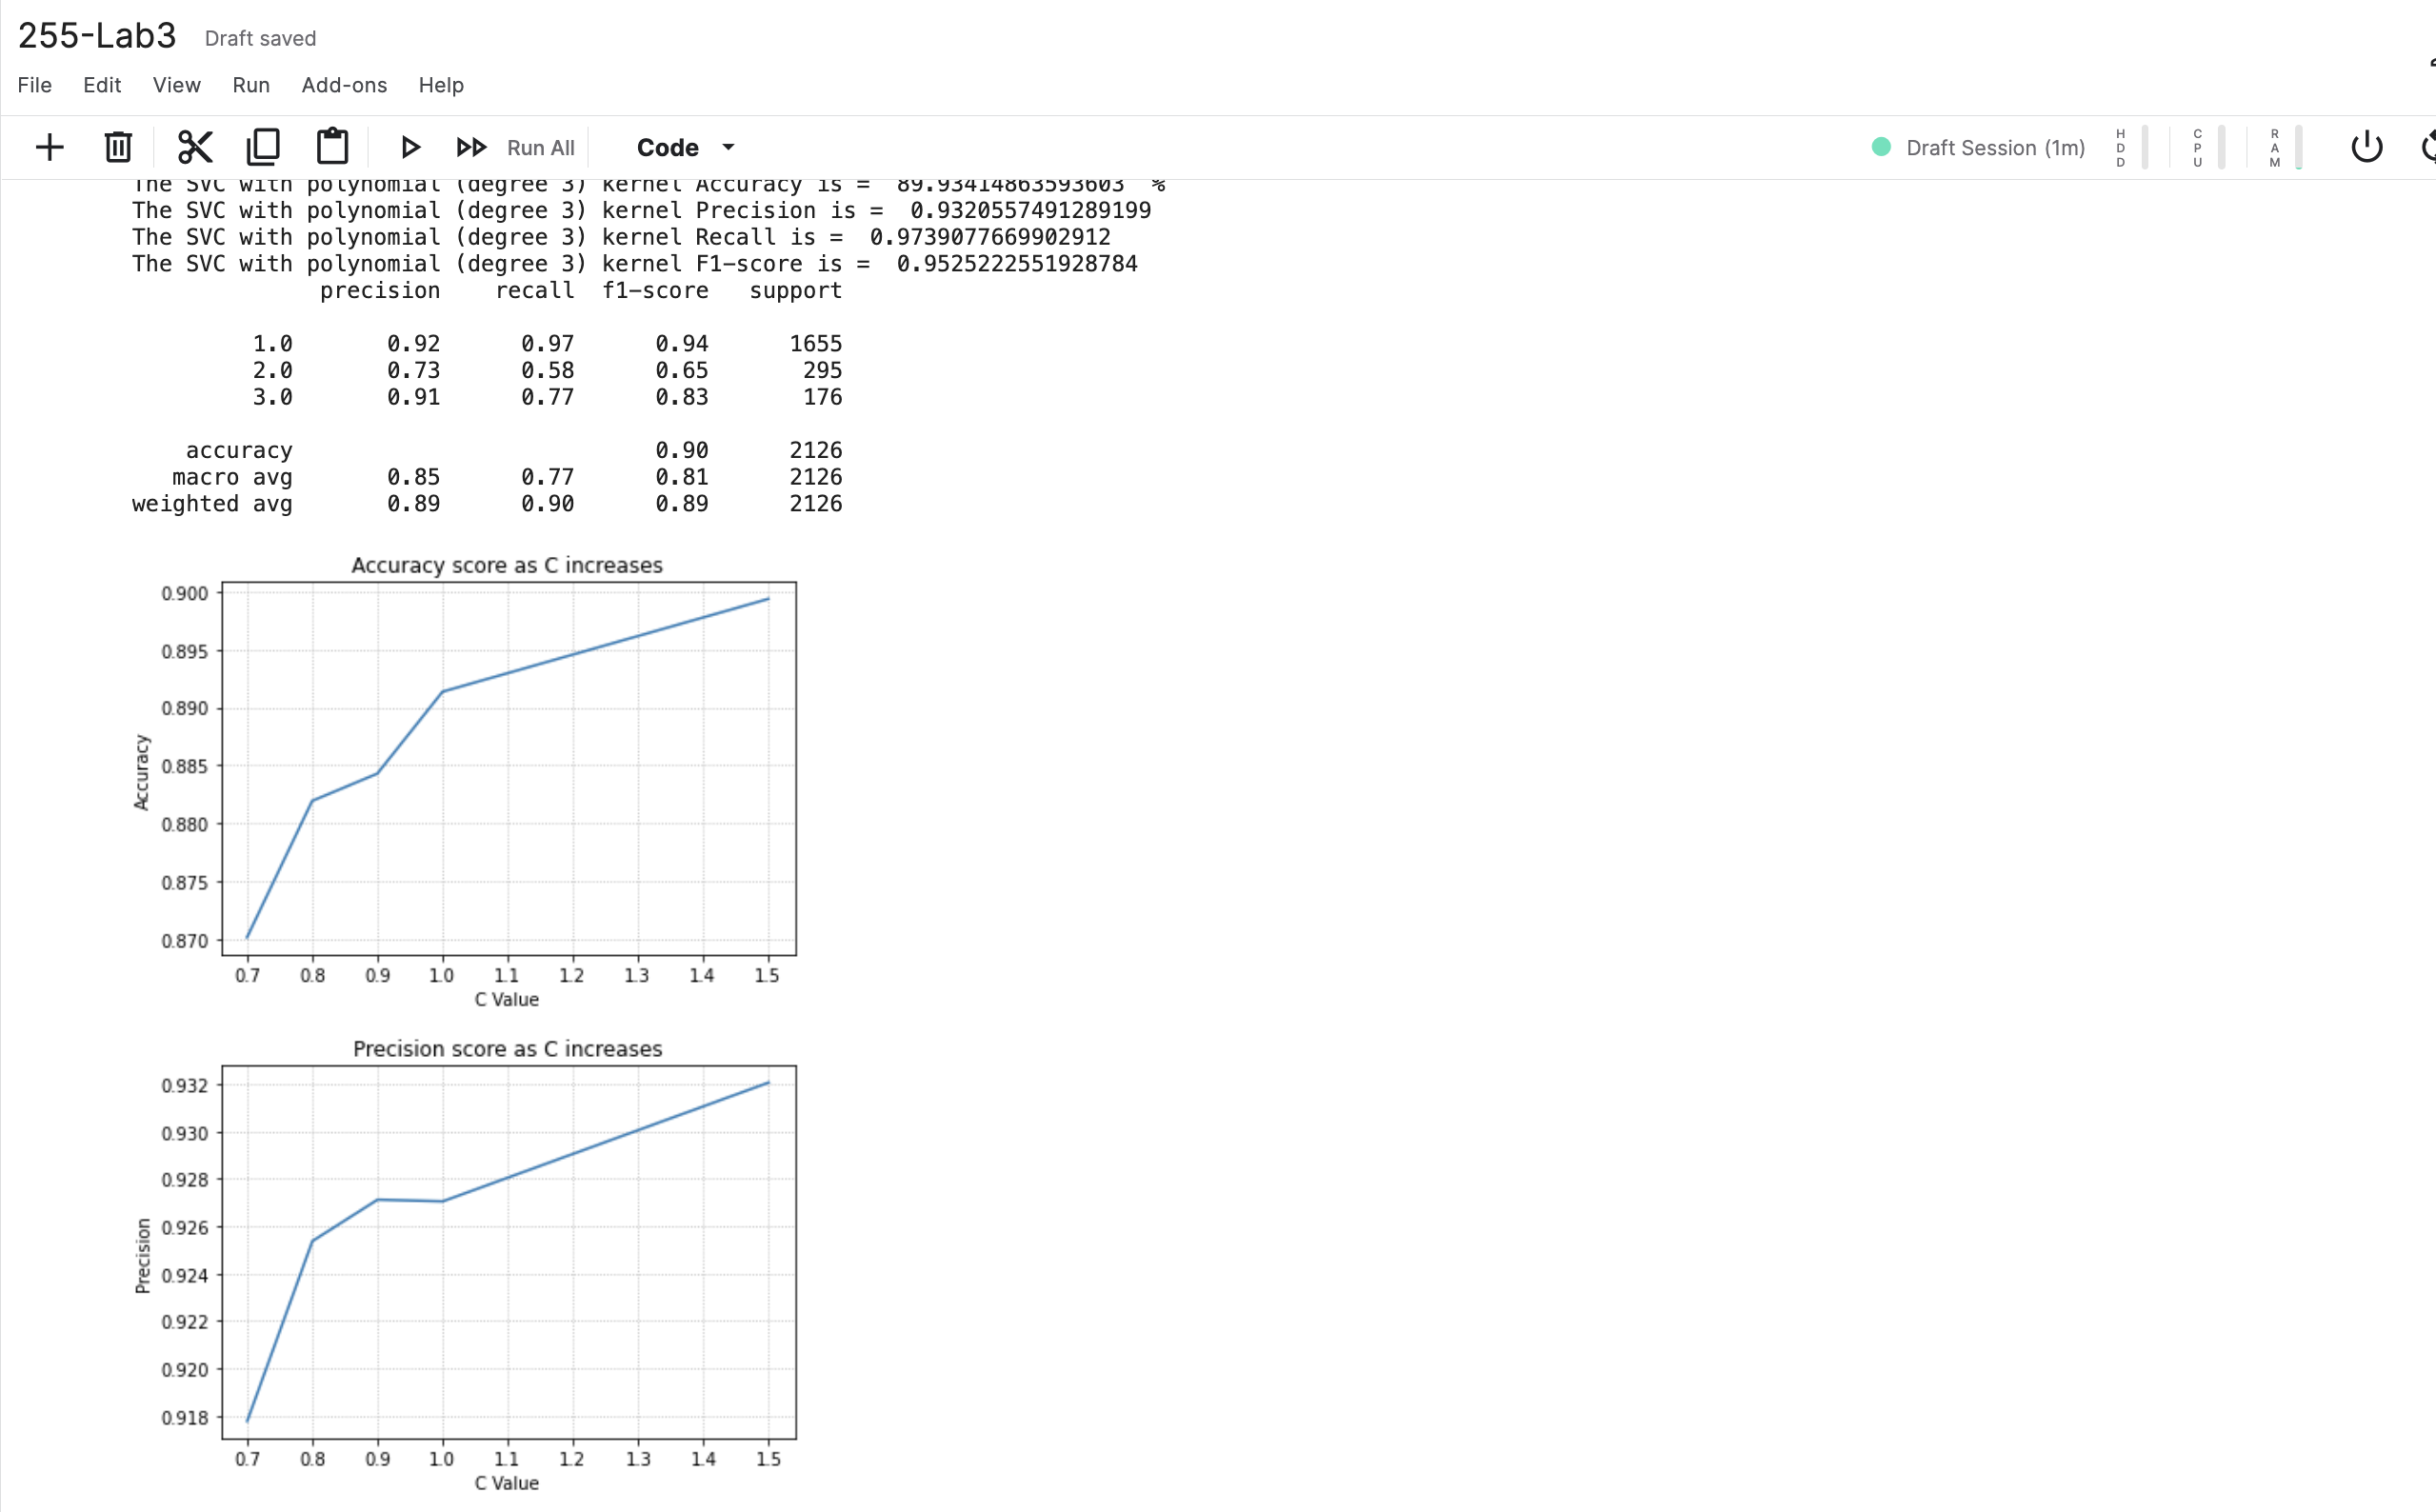 255-Lab3 Draft saved
File Edit View Run Add-ons Help
Run All Code Draft Session (1m) HDD CPU RAM
The SVC with polynomial (degree 3) kernel Accuracy is =  89.93414863593603  %
The SVC with polynomial (degree 3) kernel Precision is =  0.9320557491289199
The SVC with polynomial (degree 3) kernel Recall is =  0.9739077669902912
The SVC with polynomial (degree 3) kernel F1-score is =  0.9525222551928784
precision recall f1-score support
1.0 0.92 0.97 0.94 1655
2.0 0.73 0.58 0.65 295
3.0 0.91 0.77 0.83 176
accuracy 0.90 2126
macro avg 0.85 0.77 0.81 2126
weighted avg 0.89 0.90 0.89 2126
Accuracy score as C increases
0.900
0.895
0.890
0.885
0.880
0.875
0.870
Accuracy
0.7 0.8 0.9 1.0 1.1 1.2 1.3 1.4 1.5
C Value
Precision score as C increases
0.932
0.930
0.928
0.926
0.924
0.922
0.920
0.918
Precision
0.7 0.8 0.9 1.0 1.1 1.2 1.3 1.4 1.5
C Value